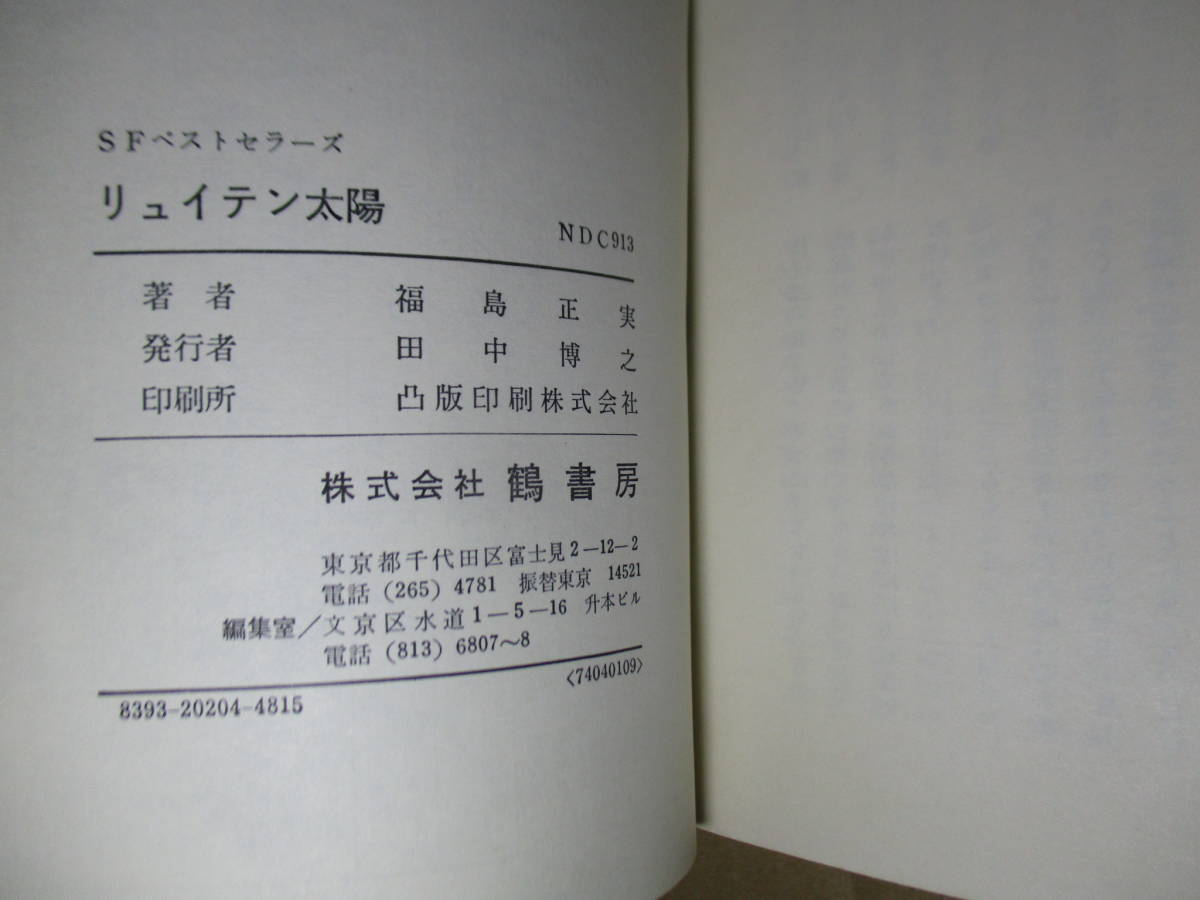 SFベストセラーズ
リュイテン太陽
NDC913
著者 福島正実
発行者 田中博之
印刷所 凸版印刷株式会社
株式会社 鶴書房
東京都千代田区富士見2-12-2
電話(265)4781 振替東京 14521
編集室/文京区水道1-5-16 升本ビル
電話(813)6807〜8
〈74040109〉
8393-20204-4815